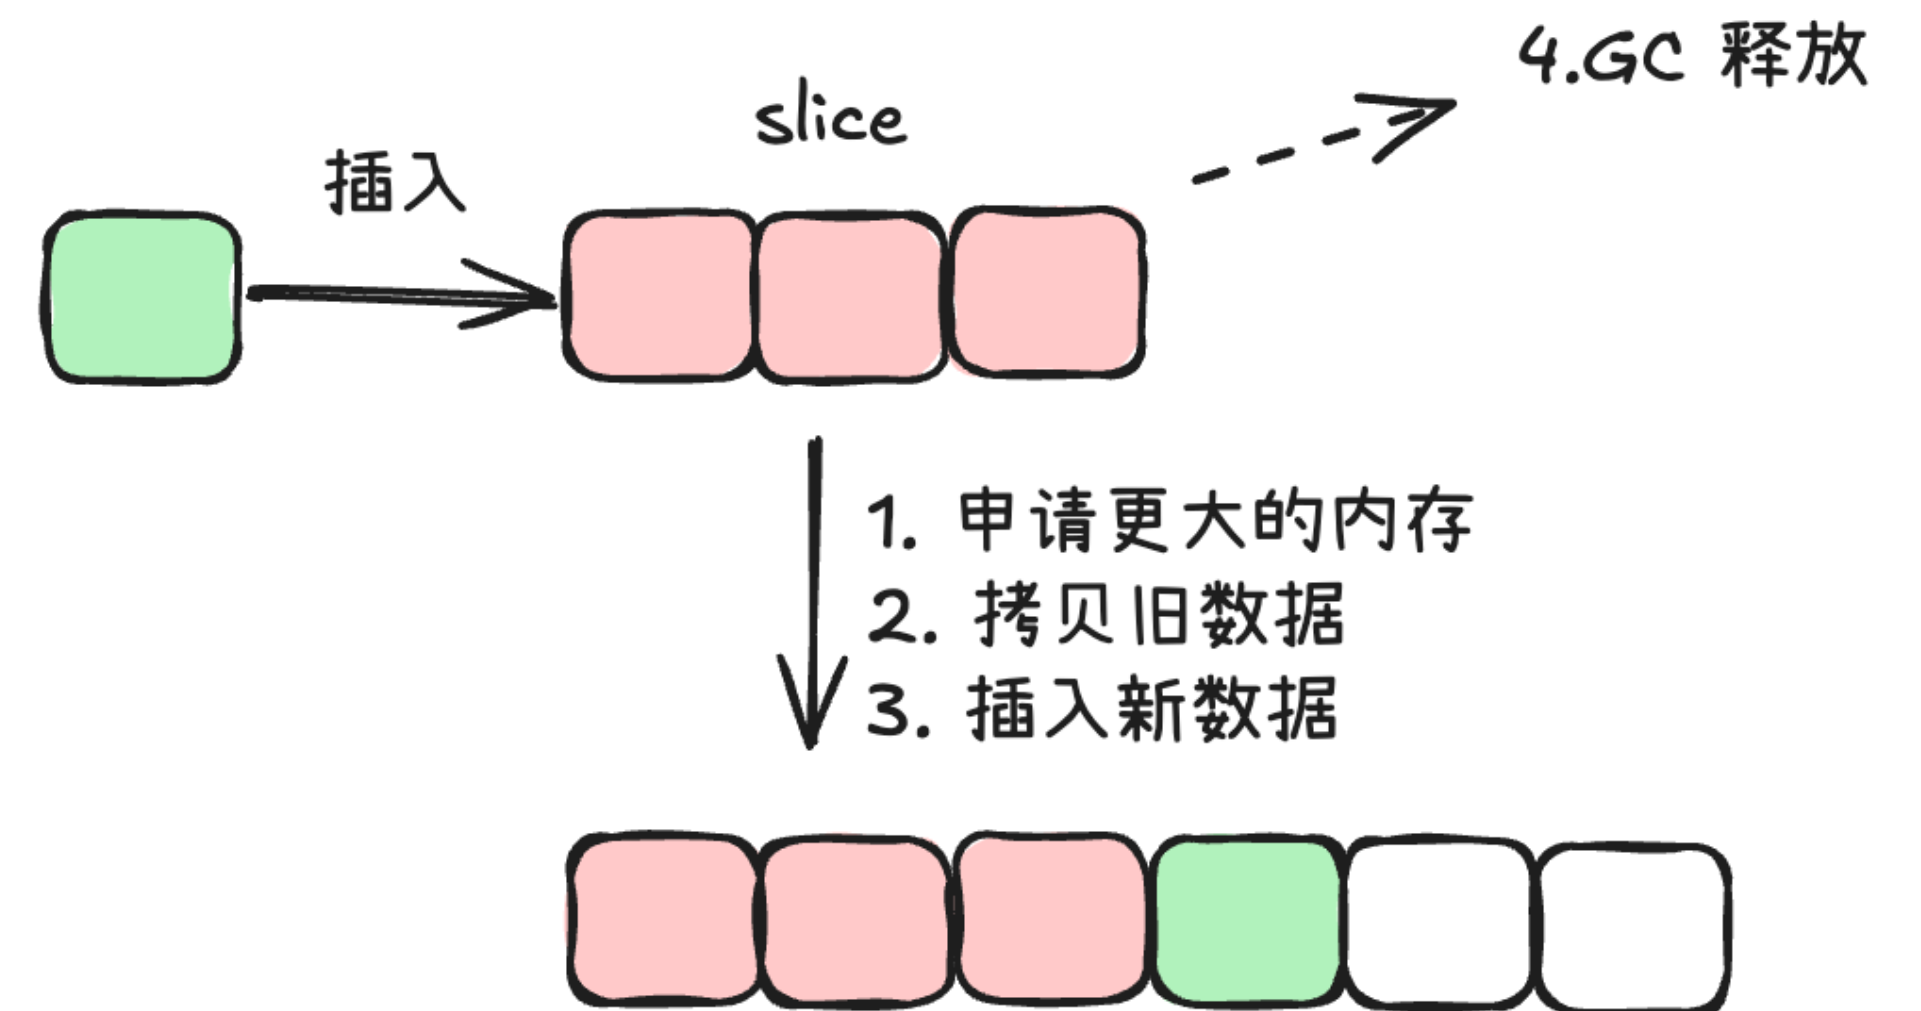 4.GC 释放
slice
插入
1. 申请更大的内存
2. 拷贝旧数据
3. 插入新数据